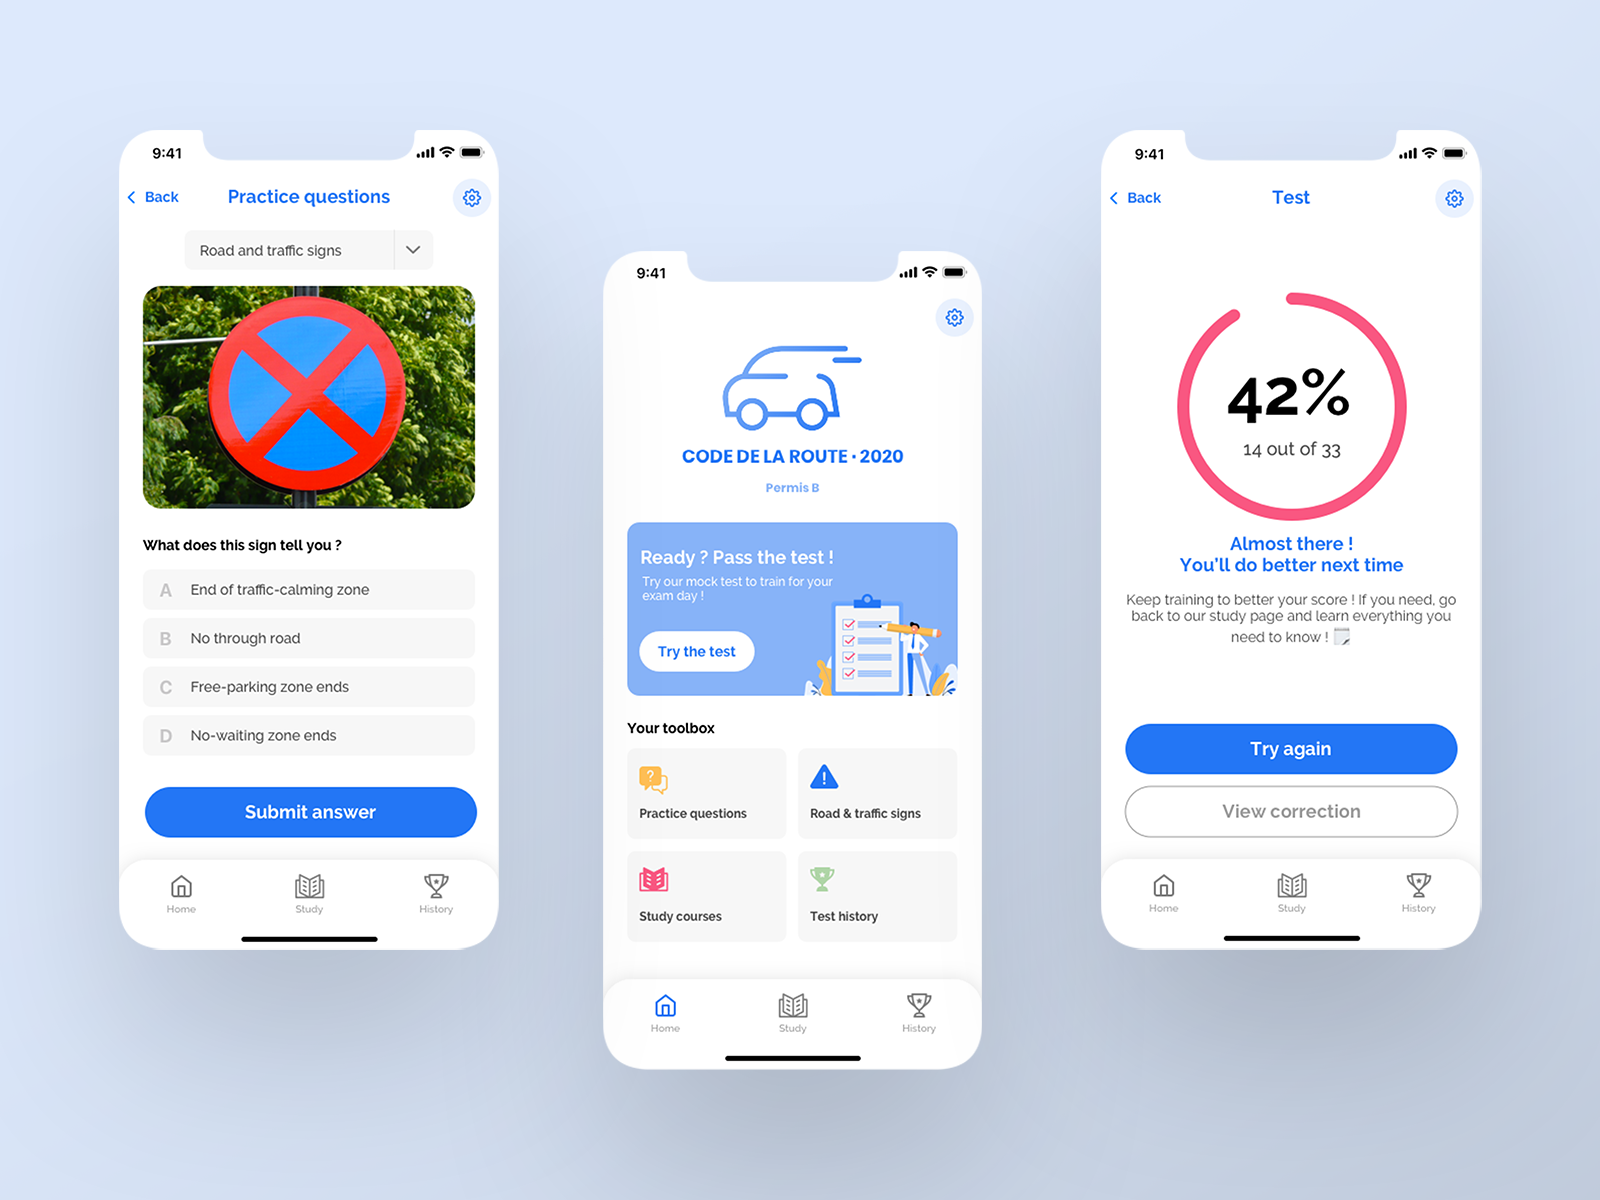 9:41
Back
Practice questions
Road and traffic signs
What does this sign tell you ?
A End of traffic-calming zone
B No through road
C Free-parking zone ends
D No-waiting zone ends
Submit answer
Home
Study
History
9:41
CODE DE LA ROUTE · 2020
Permis B
Ready ? Pass the test !
Try our mock test to train for your
exam day !
Try the test
Your toolbox
?
Practice questions
!
Road & traffic signs
Study courses
Test history
Home
Study
History
9:41
Back
Test
42%
14 out of 33
Almost there !
You'll do better next time
Keep training to better your score ! If you need, go
back to our study page and learn everything you
need to know !
Try again
View correction
Home
Study
History